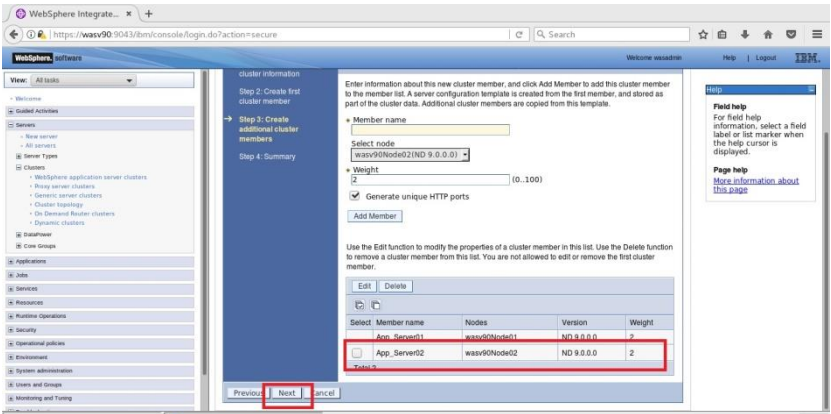 WebSphere Integrate... × +
https://wasv90:9043/ibm/console/login.do?action=secure
Search
WebSphere. software
Welcome wasadmin
Help | Logout
IBM.
View: All tasks
Welcome
Guided Activities
Servers
New server
All servers
Server Types
Clusters
WebSphere application server clusters
Proxy server clusters
Generic server clusters
Cluster topology
On Demand Router clusters
Dynamic clusters
DataPower
Core Groups
Applications
Jobs
Services
Resources
Runtime Operations
Security
Operational policies
Environment
System administration
Users and Groups
Monitoring and Tuning
cluster information
Step 2: Create first
cluster member
Step 3: Create
additional cluster
members
Step 4: Summary
Enter information about this new cluster member, and click Add Member to add this cluster member
to the member list. A server configuration template is created from the first member, and stored as
part of the cluster data. Additional cluster members are copied from this template.
Member name
Select node
wasv90Node02(ND 9.0.0.0)
Weight
2 (0..100)
Generate unique HTTP ports
Add Member
Use the Edit function to modify the properties of a cluster member in this list. Use the Delete function
to remove a cluster member from this list. You are not allowed to edit or remove the first cluster
member.
Edit Delete
Select Member name Nodes Version Weight
App_Server01 wasv90Node01 ND 9.0.0.0 2
App_Server02 wasv90Node02 ND 9.0.0.0 2
Total 2
Previous Next Cancel
Help
Field help
For field help
information, select a field
label or list marker when
the help cursor is
displayed.
Page help
More information about
this page